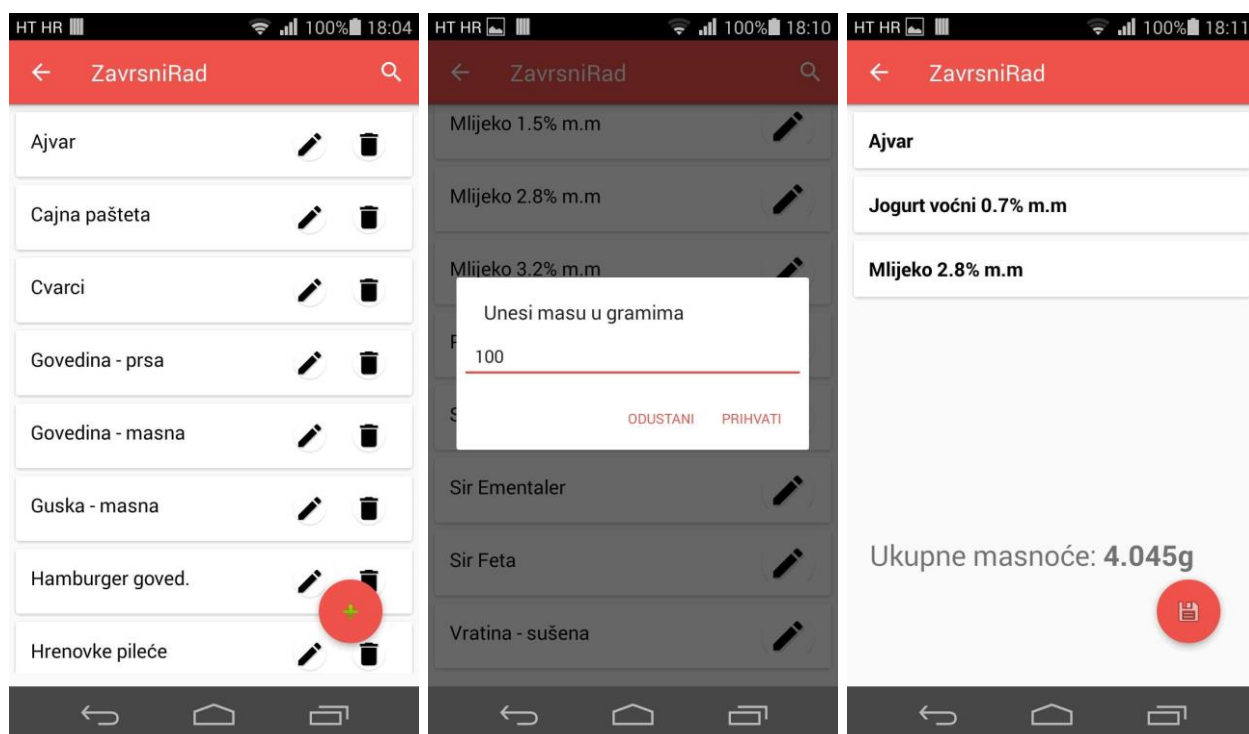 HT HR 100% 18:04
ZavrsniRad
Ajvar
Cajna pašteta
Cvarci
Govedina - prsa
Govedina - masna
Guska - masna
Hamburger goved.
Hrenovke pileće
HT HR 100% 18:10
ZavrsniRad
Mlijeko 1.5% m.m
Mlijeko 2.8% m.m
Mlijeko 3.2% m.m
Unesi masu u gramima
100
ODUSTANI PRIHVATI
Sir Ementaler
Sir Feta
Vratina - sušena
HT HR 100% 18:11
ZavrsniRad
Ajvar
Jogurt voćni 0.7% m.m
Mlijeko 2.8% m.m
Ukupne masnoće: 4.045g